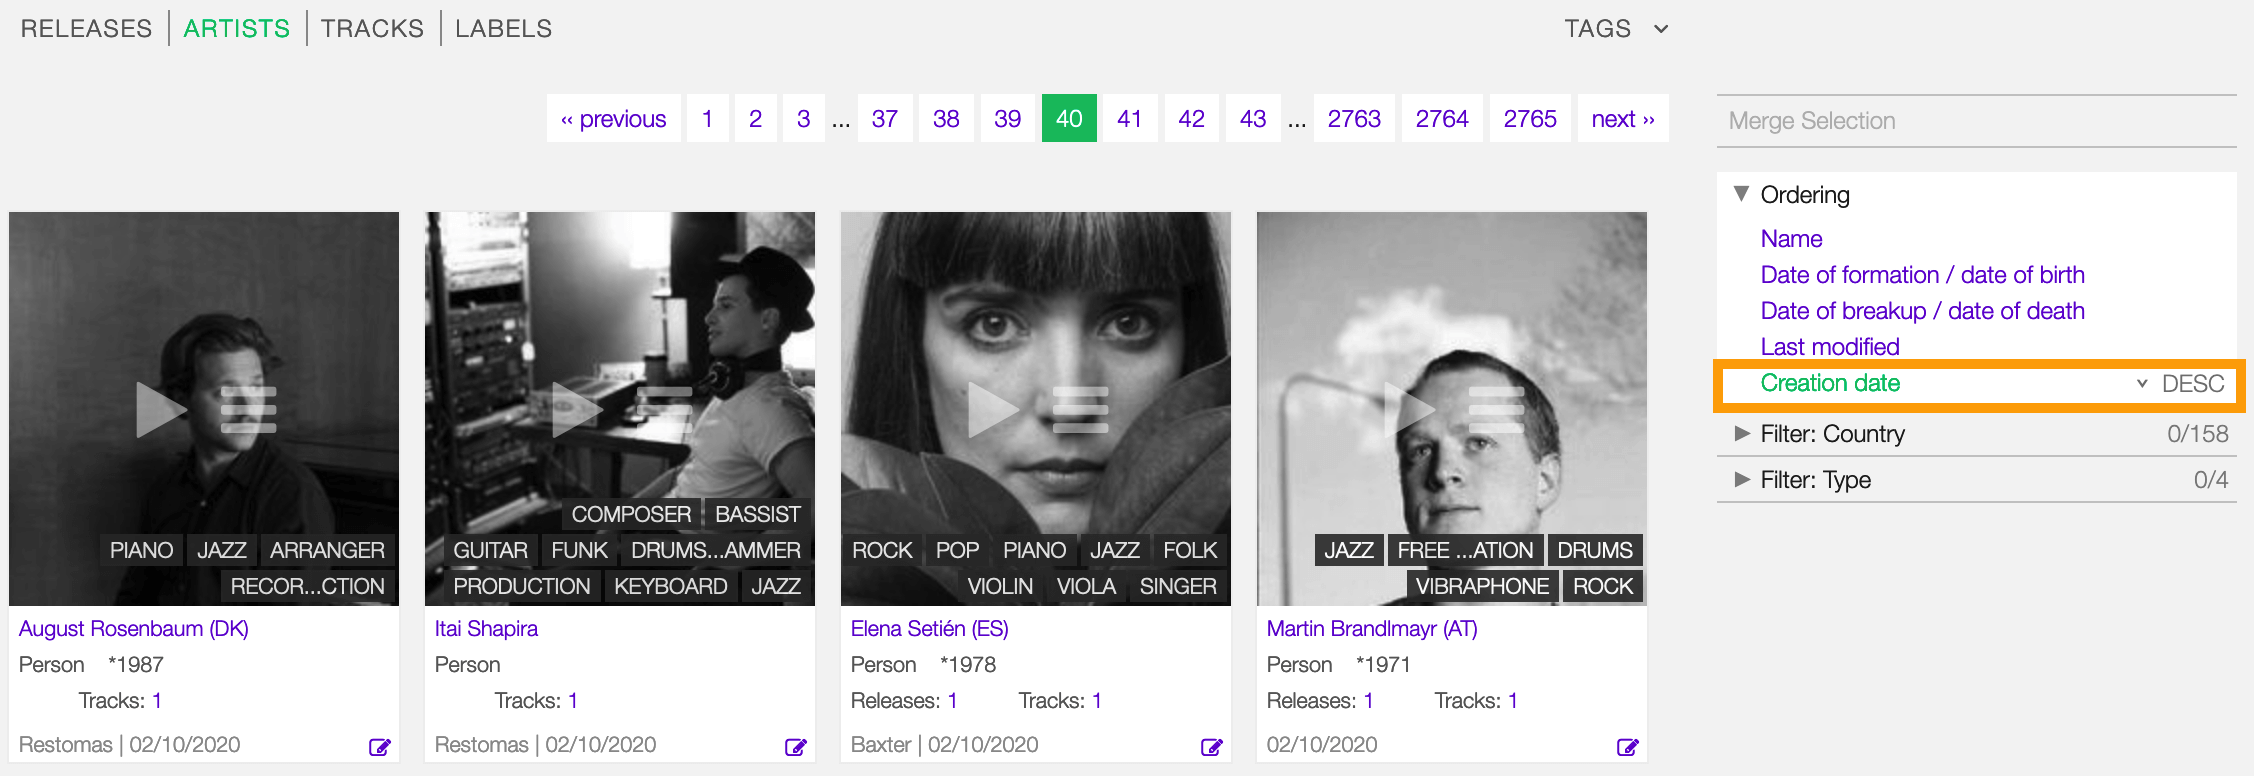 RELEASES ARTISTS TRACKS LABELS TAGS
‹‹ previous 1 2 3 ... 37 38 39 40 41 42 43 ... 2763 2764 2765 next ››
Merge Selection
Ordering
Name
Date of formation / date of birth
Date of breakup / date of death
Last modified
Creation date DESC
Filter: Country 0/158
Filter: Type 0/4
PIANO JAZZ ARRANGER
RECOR...CTION
August Rosenbaum (DK)
Person *1987
Tracks: 1
Restomas | 02/10/2020
COMPOSER BASSIST
GUITAR FUNK DRUMS...AMMER
PRODUCTION KEYBOARD JAZZ
Itai Shapira
Person
Tracks: 1
Restomas | 02/10/2020
ROCK POP PIANO JAZZ FOLK
VIOLIN VIOLA SINGER
Elena Setién (ES)
Person *1978
Releases: 1 Tracks: 1
Baxter | 02/10/2020
JAZZ FREE ...ATION DRUMS
VIBRAPHONE ROCK
Martin Brandlmayr (AT)
Person *1971
Releases: 1 Tracks: 1
02/10/2020